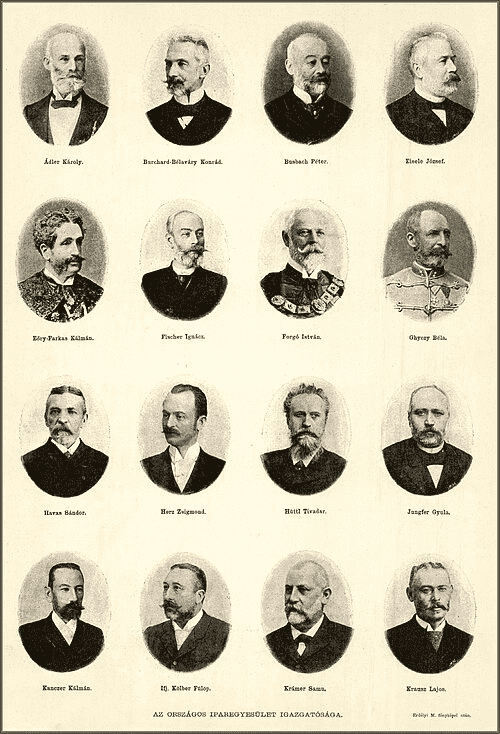 Ádler Károly.
Burchard-Bélaváry Konrád.
Busbach Péter.
Eisele József.
Eőry-Farkas Kálmán.
Fischer Ignácz.
Forgó István.
Ghyczy Béla.
Havas Sándor.
Herz Zsigmond.
Hüttl Tivadar.
Jungfer Gyula.
Kanczer Kálmán.
Ifj. Kölber Fülöp.
Krámer Samu.
Krausz Lajos.
AZ ORSZÁGOS IPAREGYESÜLET IGAZGATÓSÁGA.
Erdélyi M. fényképei után.